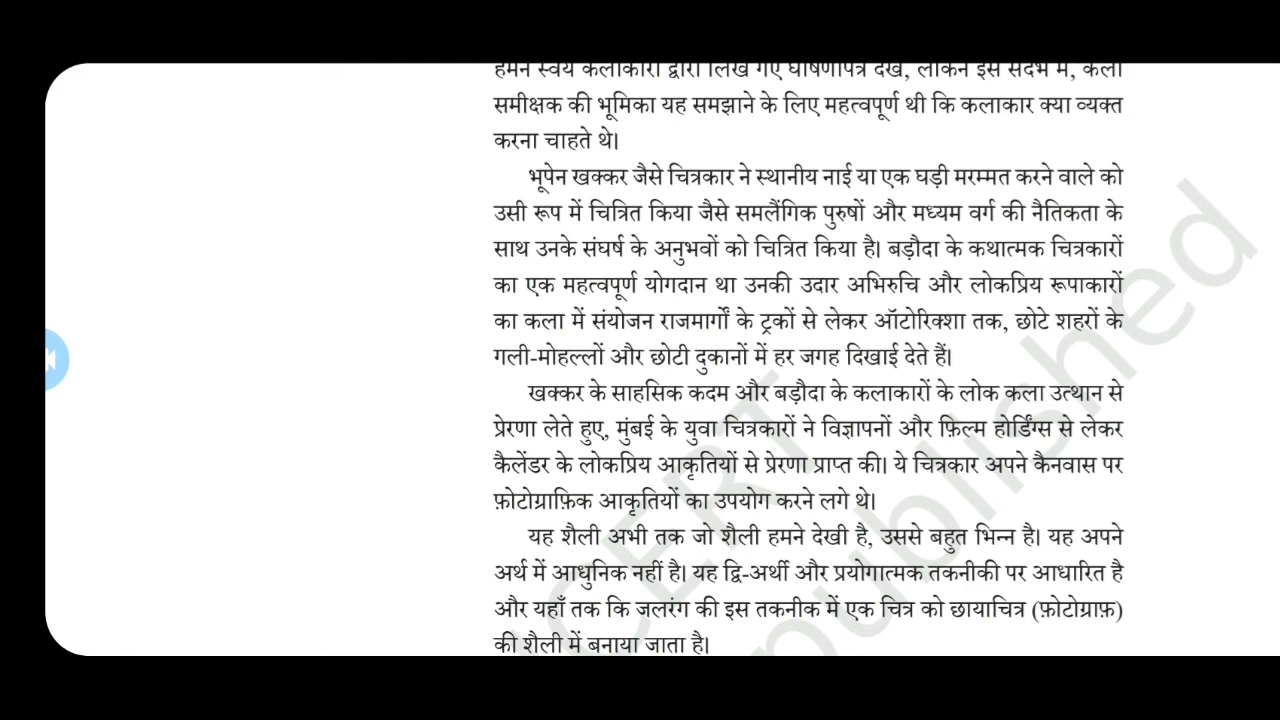 हमने स्वयं कलाकारों द्वारा लिखे गए घोषणापत्र देखे, लेकिन इस संदर्भ में, कला
समीक्षक की भूमिका यह समझाने के लिए महत्वपूर्ण थी कि कलाकार क्या व्यक्त
करना चाहते थे।
भूपेन खक्कर जैसे चित्रकार ने स्थानीय नाई या एक घड़ी मरम्मत करने वाले को
उसी रूप में चित्रित किया जैसे समलैंगिक पुरुषों और मध्यम वर्ग की नैतिकता के
साथ उनके संघर्ष के अनुभवों को चित्रित किया है। बड़ौदा के कथात्मक चित्रकारों
का एक महत्वपूर्ण योगदान था उनकी उदार अभिरुचि और लोकप्रिय रूपाकारों
का कला में संयोजन राजमार्गों के ट्रकों से लेकर ऑटोरिक्शा तक, छोटे शहरों के
गली-मोहल्लों और छोटी दुकानों में हर जगह दिखाई देते हैं।
खक्कर के साहसिक कदम और बड़ौदा के कलाकारों के लोक कला उत्थान से
प्रेरणा लेते हुए, मुंबई के युवा चित्रकारों ने विज्ञापनों और फ़िल्म होर्डिंग्स से लेकर
कैलेंडर के लोकप्रिय आकृतियों से प्रेरणा प्राप्त की। ये चित्रकार अपने कैनवास पर
फ़ोटोग्राफ़िक आकृतियों का उपयोग करने लगे थे।
यह शैली अभी तक जो शैली हमने देखी है, उससे बहुत भिन्न है। यह अपने
अर्थ में आधुनिक नहीं है। यह द्वि-अर्थी और प्रयोगात्मक तकनीकी पर आधारित है
और यहाँ तक कि जलरंग की इस तकनीक में एक चित्र को छायाचित्र (फ़ोटोग्राफ़)
की शैली में बनाया जाता है।
published